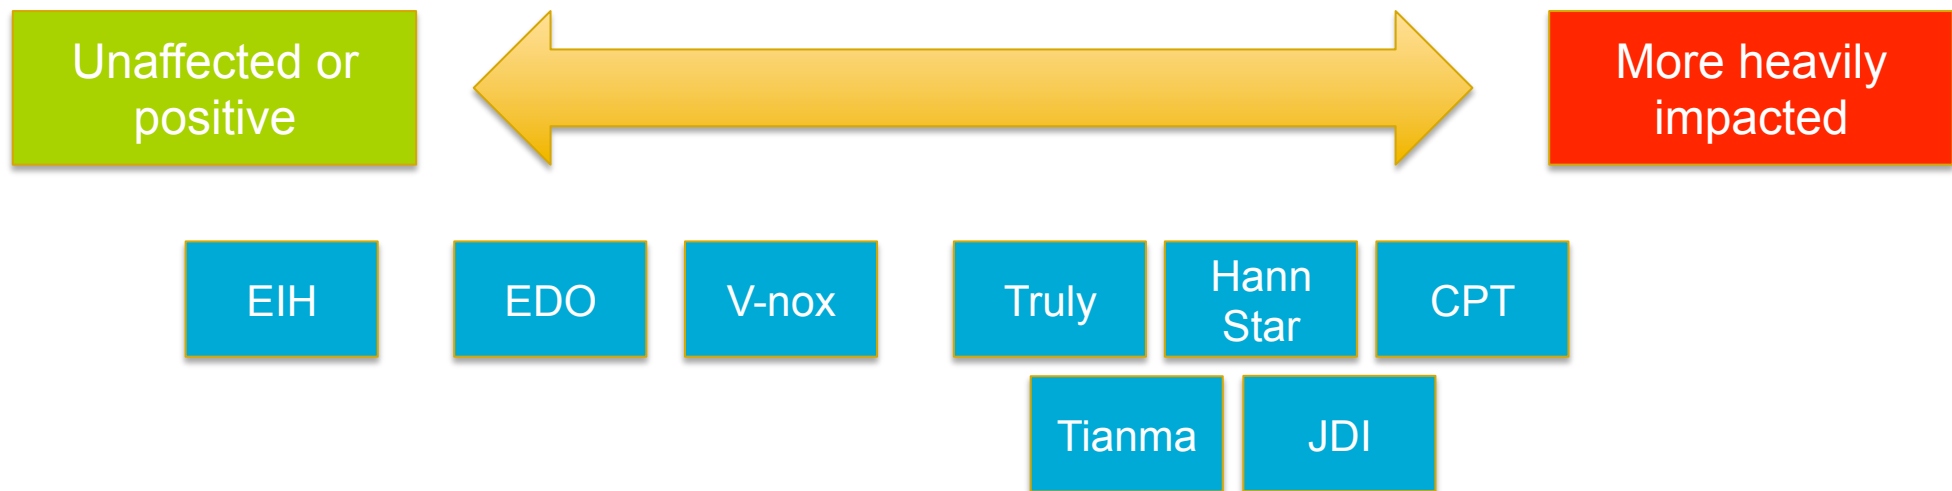 Unaffected or
positive
More heavily
impacted
EIH
EDO
V-nox
Truly
Hann
Star
CPT
Tianma
JDI